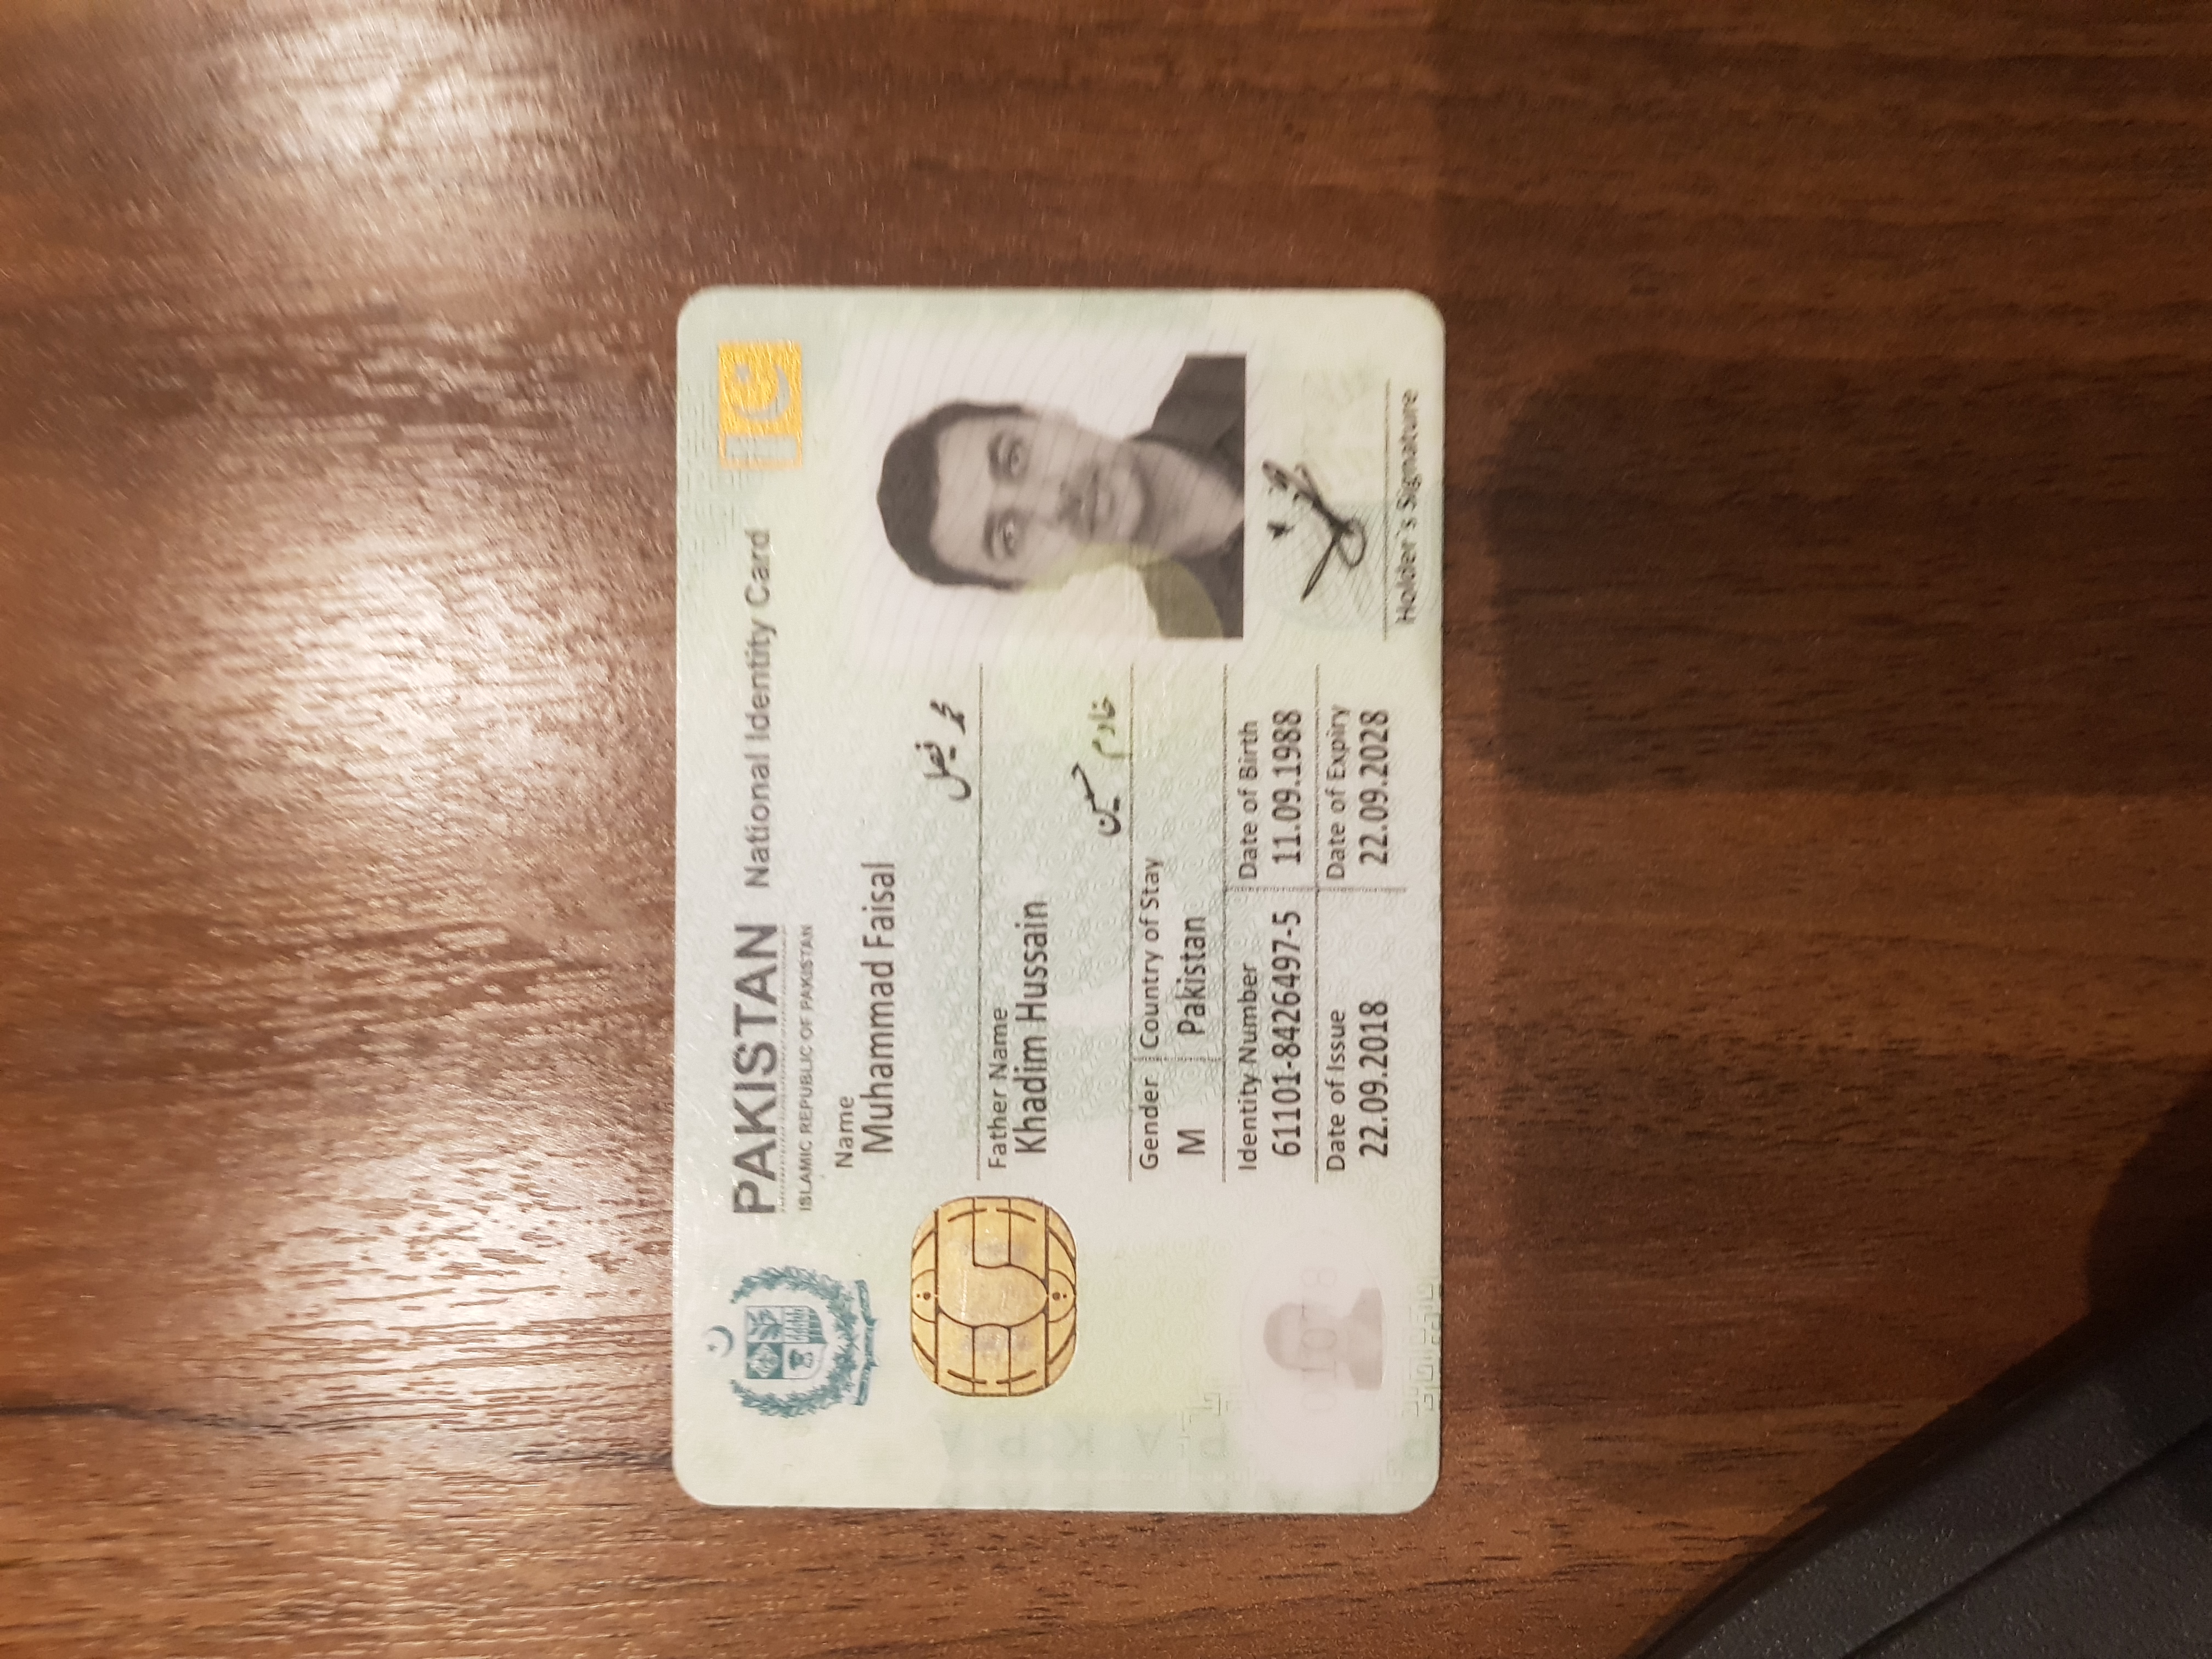 PAKISTAN National Identity Card
ISLAMIC REPUBLIC OF PAKISTAN
Name
Muhammad Faisal
محمد فیصل
Father Name
Khadim Hussain
خادم حسین
Gender Country of Stay
M Pakistan
Identity Number Date of Birth
61101-8426497-5 11.09.1988
Date of Issue Date of Expiry
22.09.2018 22.09.2028
Holder`s Signature